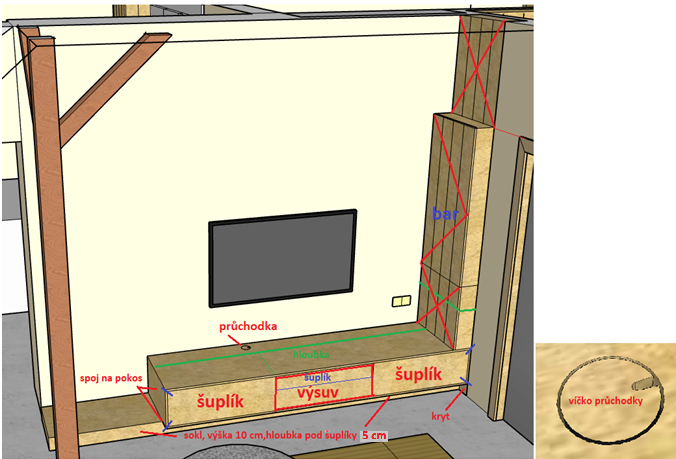 bar
průchodka
hloubka
spoj na pokos
šuplík
šuplík
výsuv
šuplík
kryt
sokl, výška 10 cm,hloubka pod šuplíky 5 cm
víčko průchodky